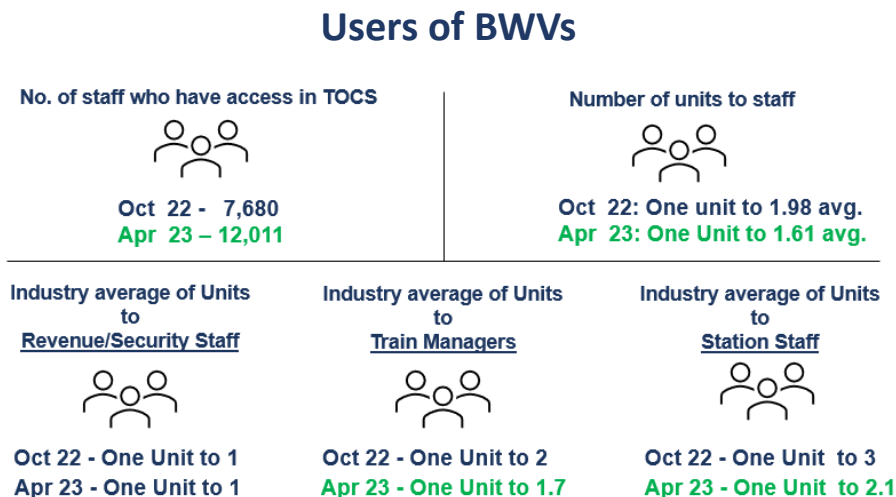 Users of BWVs
No. of staff who have access in TOCS
Oct 22 - 7,680
Apr 23 – 12,011
Number of units to staff
Oct 22: One unit to 1.98 avg.
Apr 23: One Unit to 1.61 avg.
Industry average of Units
to
Revenue/Security Staff
Oct 22 - One Unit to 1
Apr 23 - One Unit to 1
Industry average of Units
to
Train Managers
Oct 22 - One Unit to 2
Apr 23 - One Unit to 1.7
Industry average of Units
to
Station Staff
Oct 22 - One Unit to 3
Apr 23 - One Unit to 2.1